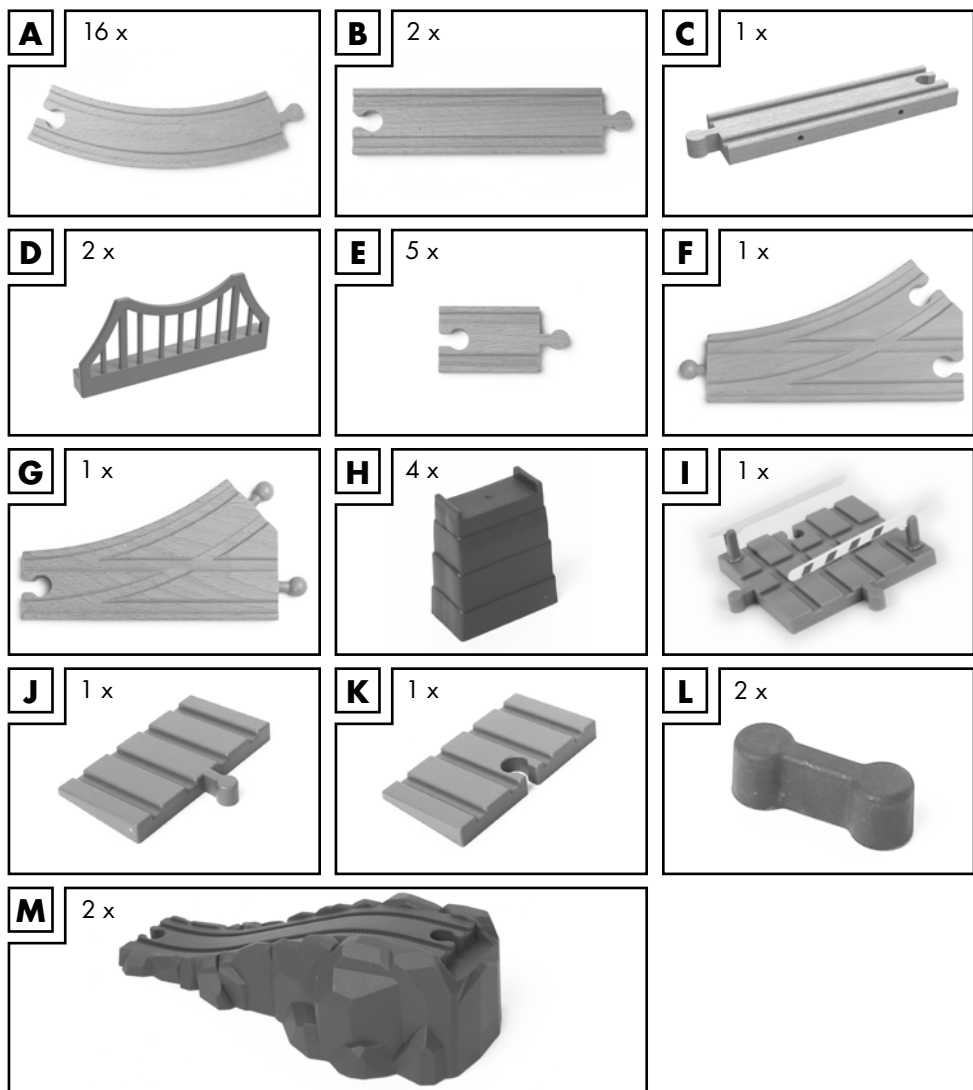 A 16 x
B 2 x
C 1 x
D 2 x
E 5 x
F 1 x
G 1 x
H 4 x
I 1 x
J 1 x
K 1 x
L 2 x
M 2 x